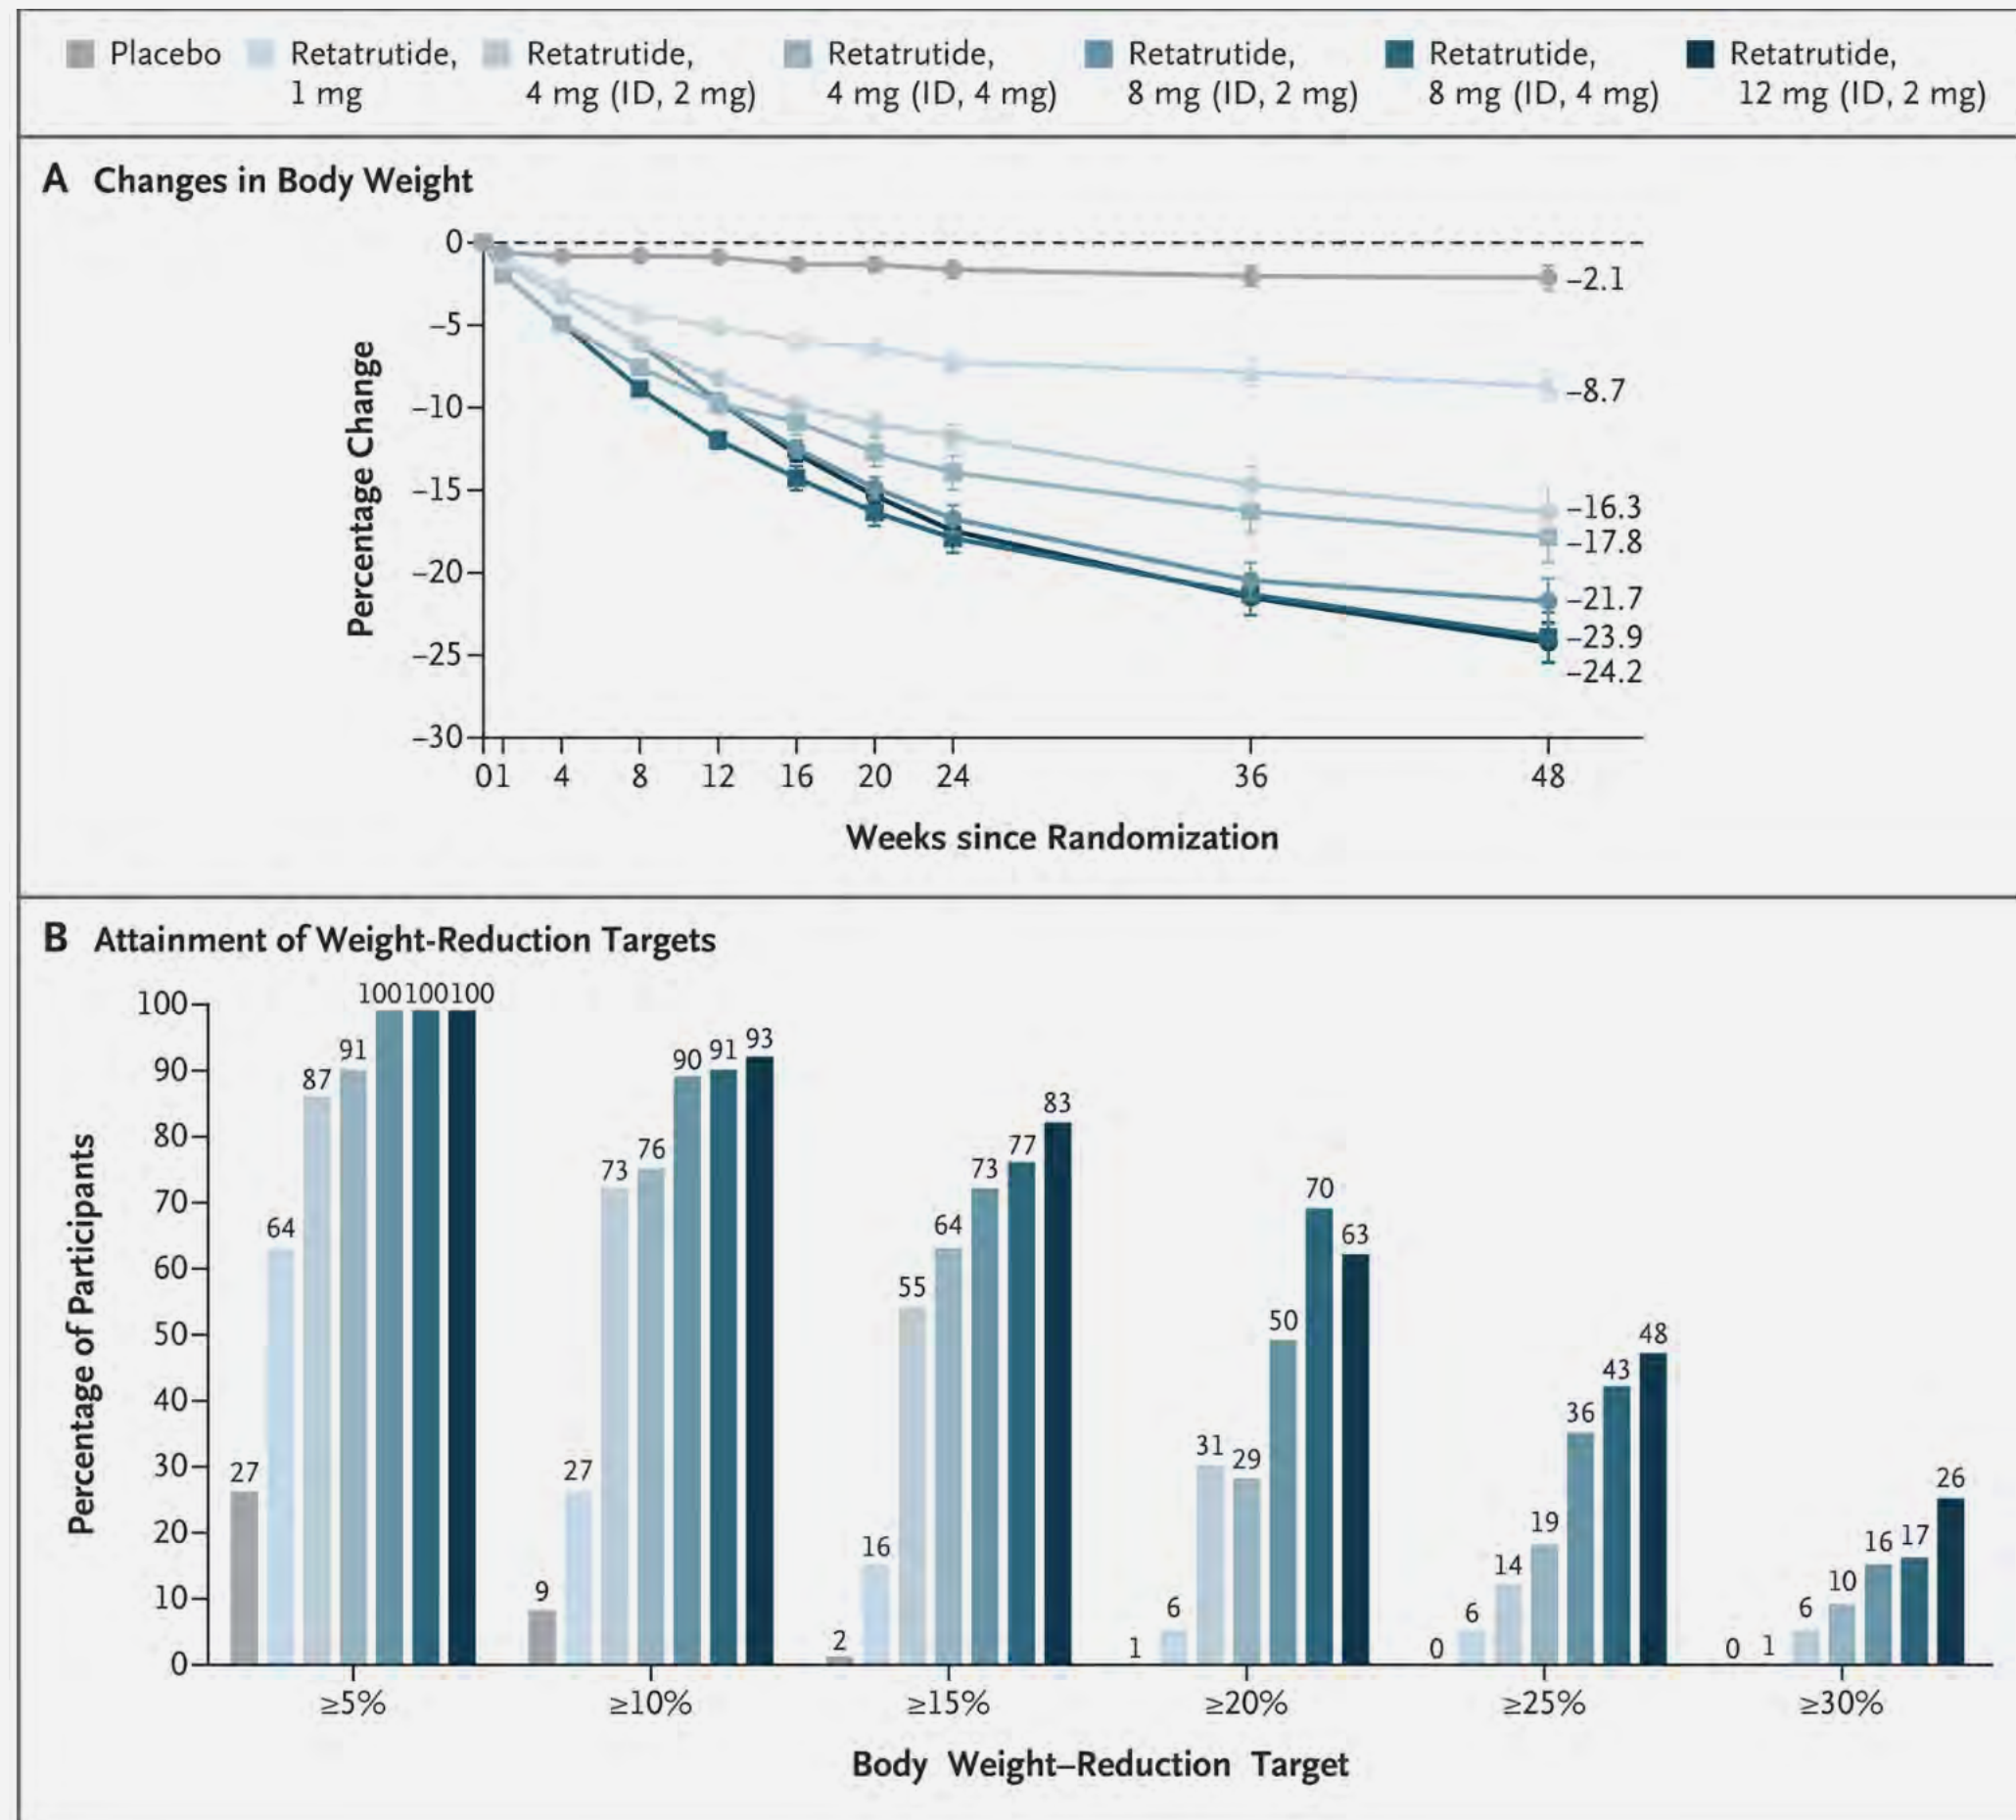 Placebo
Retatrutide,
1 mg
Retatrutide,
4 mg (ID, 2 mg)
Retatrutide,
4 mg (ID, 4 mg)
Retatrutide,
8 mg (ID, 2 mg)
Retatrutide,
8 mg (ID, 4 mg)
Retatrutide,
12 mg (ID, 2 mg)
A Changes in Body Weight
Percentage Change
0
–5
–10
–15
–20
–25
–30
–2.1
–8.7
–16.3
–17.8
–21.7
–23.9
–24.2
0 1 4 8 12 16 20 24 36 48
Weeks since Randomization
B Attainment of Weight-Reduction Targets
Percentage of Participants
100
90
80
70
60
50
40
30
20
10
0
27 64 87 91 100 100 100
9 27 73 76 90 91 93
2 16 55 64 73 77 83
1 6 31 29 50 70 63
0 6 14 19 36 43 48
0 1 6 10 16 17 26
≥5% ≥10% ≥15% ≥20% ≥25% ≥30%
Body Weight–Reduction Target